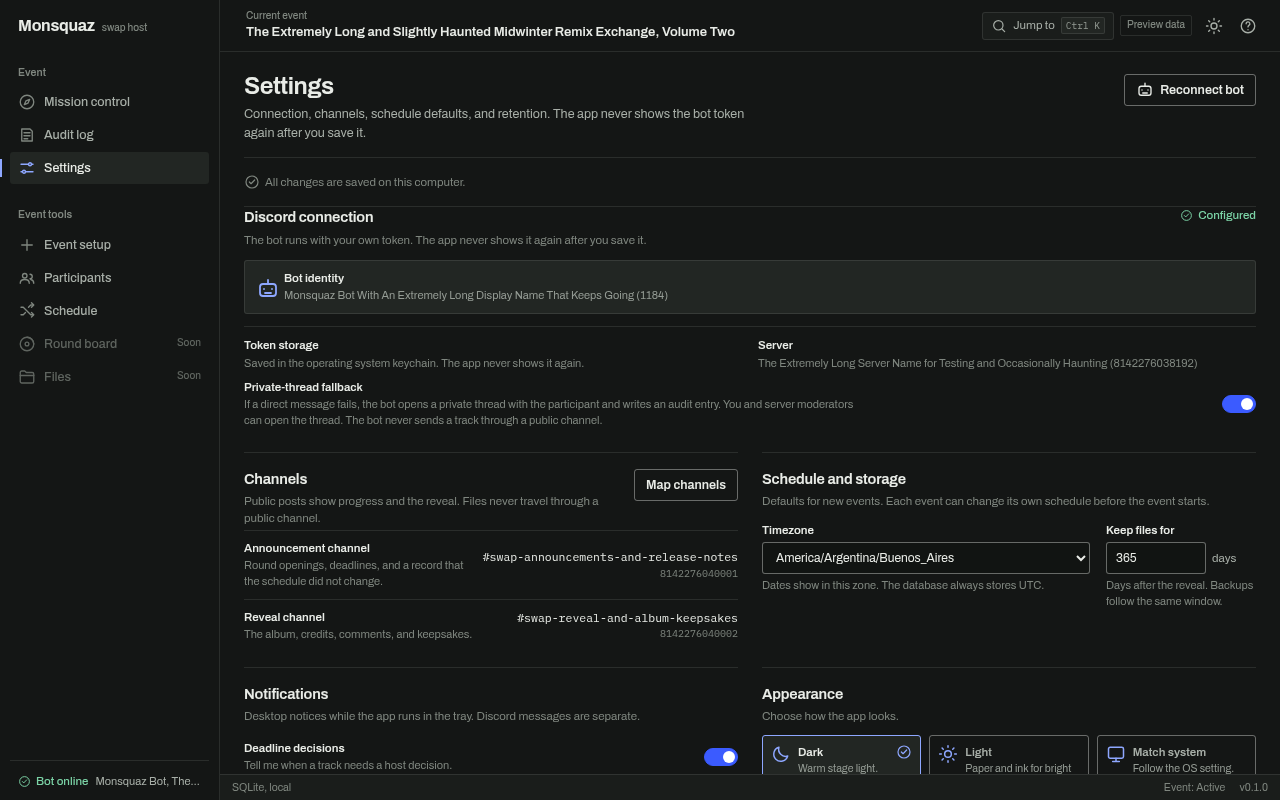 Monsquaz swap host
Event
Mission control
Audit log
Settings
Event tools
Event setup
Participants
Schedule
Round board Soon
Files Soon
Bot online Monsquaz Bot, The...
Current event
The Extremely Long and Slightly Haunted Midwinter Remix Exchange, Volume Two
Jump to Ctrl K
Preview data
Settings
Connection, channels, schedule defaults, and retention. The app never shows the bot token
again after you save it.
Reconnect bot
All changes are saved on this computer.
Discord connection
Configured
The bot runs with your own token. The app never shows it again after you save it.
Bot identity
Monsquaz Bot With An Extremely Long Display Name That Keeps Going (1184)
Token storage
Saved in the operating system keychain. The app never shows it again.
Server
The Extremely Long Server Name for Testing and Occasionally Haunting (8142276038192)
Private-thread fallback
If a direct message fails, the bot opens a private thread with the participant and writes an audit entry. You and server moderators
can open the thread. The bot never sends a track through a public channel.
Channels
Public posts show progress and the reveal. Files never travel through a
public channel.
Map channels
Announcement channel
Round openings, deadlines, and a record that
the schedule did not change.
#swap-announcements-and-release-notes
8142276040001
Reveal channel
The album, credits, comments, and keepsakes.
#swap-reveal-and-album-keepsakes
8142276040002
Schedule and storage
Defaults for new events. Each event can change its own schedule before the event starts.
Timezone
America/Argentina/Buenos_Aires
Dates show in this zone. The database always stores UTC.
Keep files for
365 days
Days after the reveal. Backups
follow the same window.
Notifications
Desktop notices while the app runs in the tray. Discord messages are separate.
Deadline decisions
Tell me when a track needs a host decision.
Appearance
Choose how the app looks.
Dark
Warm stage light.
Light
Paper and ink for bright
Match system
Follow the OS setting.
SQLite, local
Event: Active v0.1.0